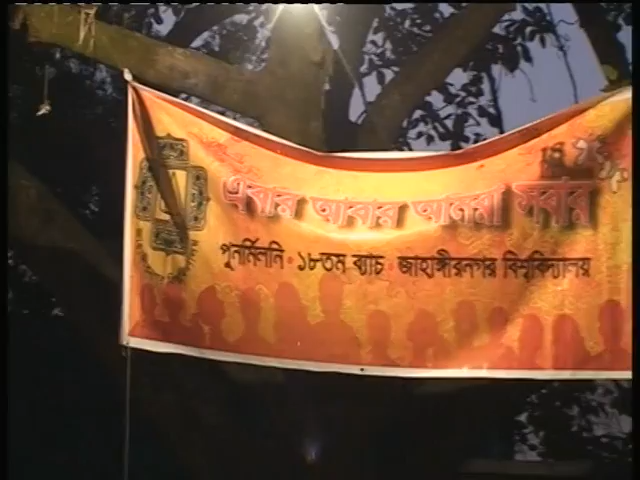 এবার আবার আমরা সবাই
পুনর্মিলনি · ১৮তম ব্যাচ জাহাঙ্গীরনগর বিশ্ববিদ্যালয়